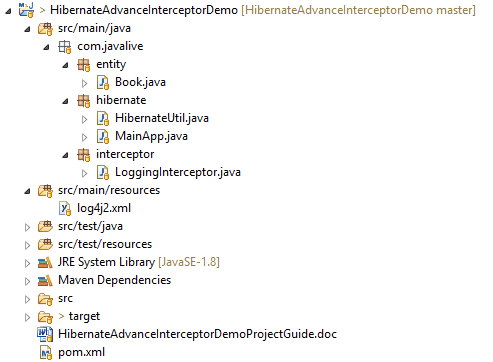 > HibernateAdvanceInterceptorDemo [HibernateAdvanceInterceptorDemo master]
src/main/java
com.javalive
entity
Book.java
hibernate
HibernateUtil.java
MainApp.java
interceptor
LoggingInterceptor.java
src/main/resources
log4j2.xml
src/test/java
src/test/resources
JRE System Library [JavaSE-1.8]
Maven Dependencies
src
> target
HibernateAdvanceInterceptorDemoProjectGuide.doc
pom.xml